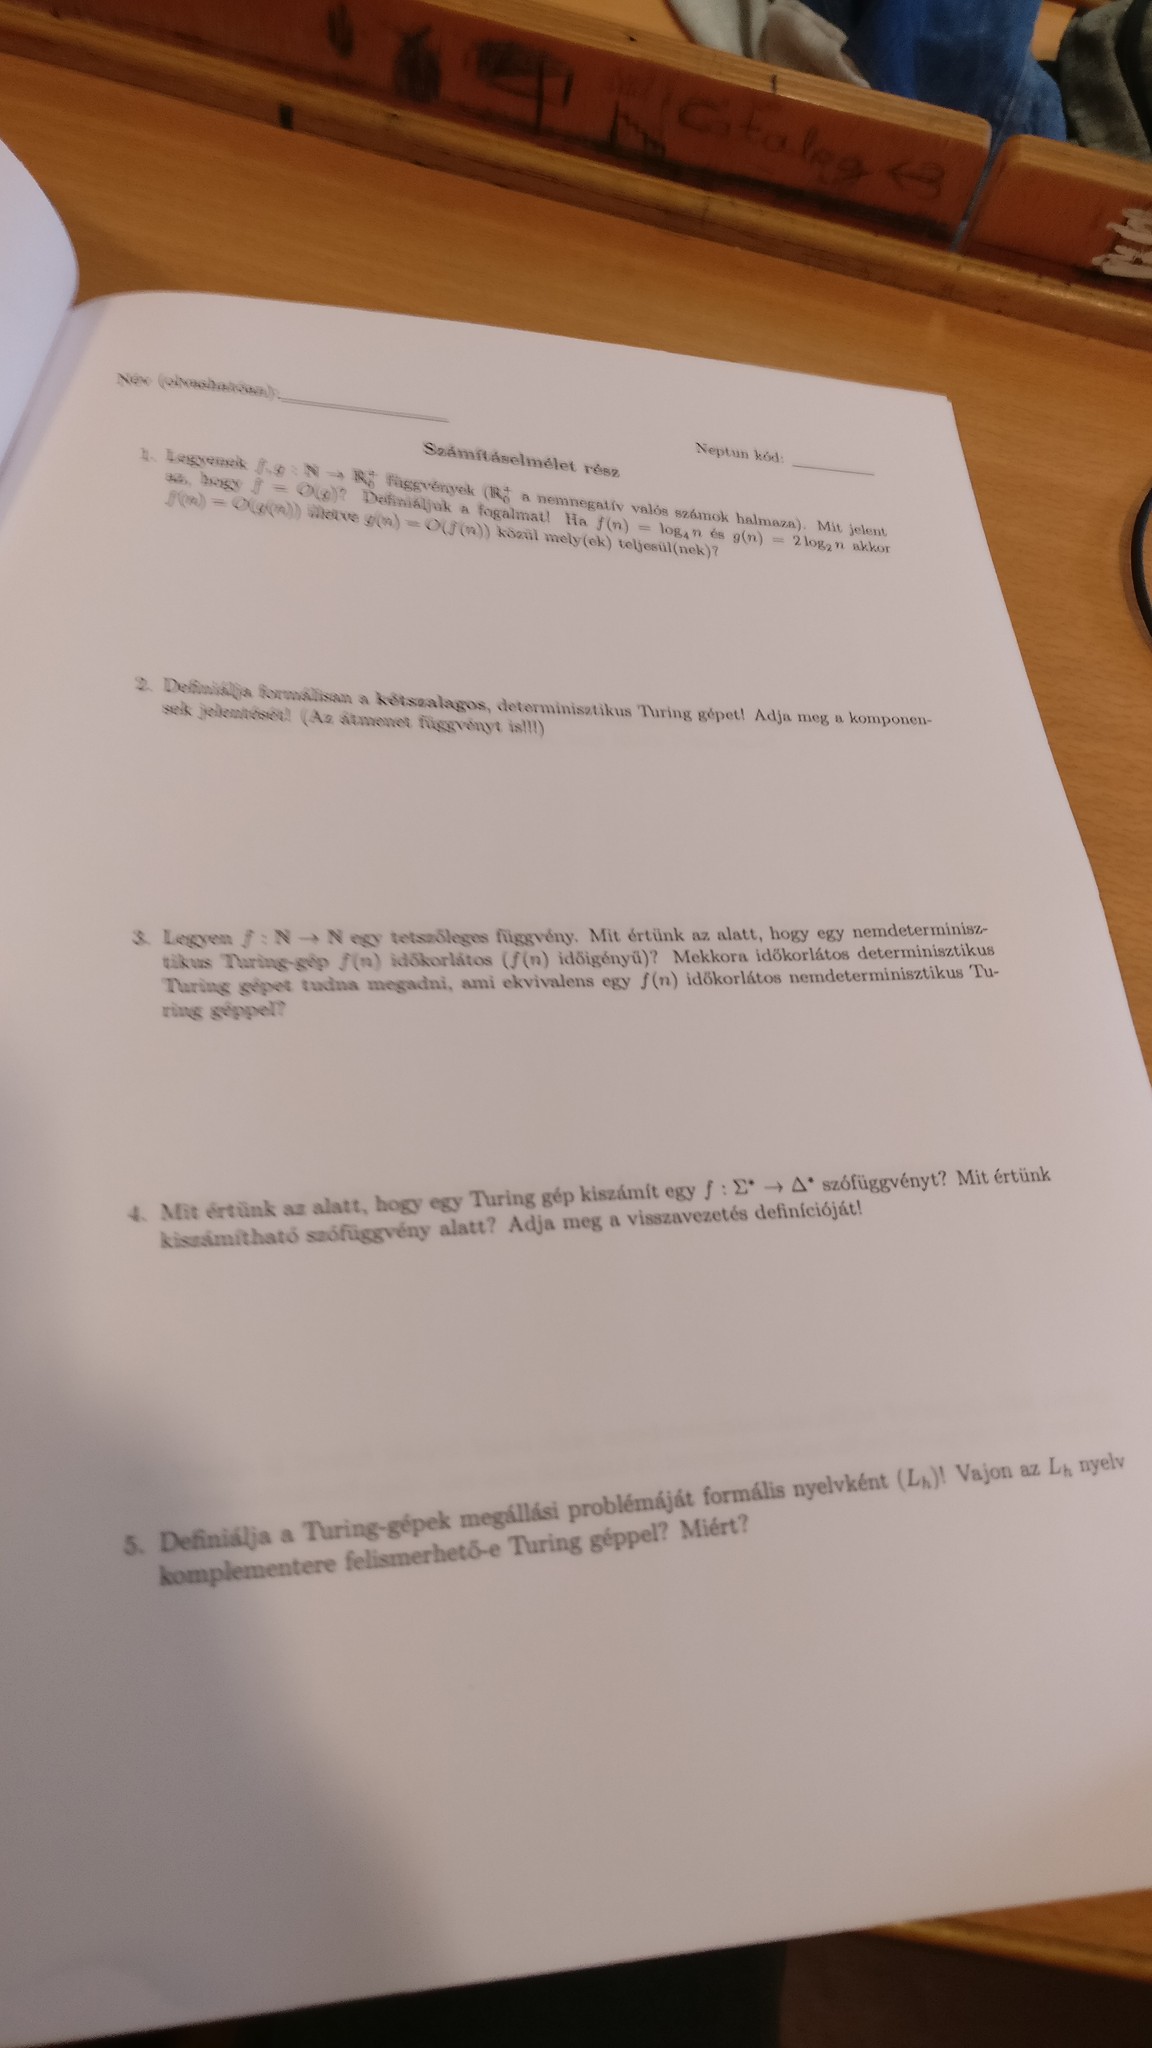 Catalog <3
Név (olvashatóan):
Neptun kód:
Számításelmélet rész
1. Legyenek f, g : ℕ → ℝ₀⁺ függvények (ℝ₀⁺ a nemnegatív valós számok halmaza). Mit jelent
az, hogy f = O(g)? Definiáljuk a fogalmat! Ha f(n) = log₄ n és g(n) = 2 log₂ n akkor
f(n) = O(g(n)) illetve g(n) = O(f(n)) közül mely(ek) teljesül(nek)?
2. Definiálja formálisan a kétszalagos, determinisztikus Turing gépet! Adja meg a komponen-
sek jelentését! (Az átmenet függvényt is!!!)
3. Legyen f : ℕ → ℕ egy tetszőleges függvény. Mit értünk az alatt, hogy egy nemdeterminisz-
tikus Turing-gép f(n) időkorlátos (f(n) időigényű)? Mekkora időkorlátos determinisztikus
Turing gépet tudna megadni, ami ekvivalens egy f(n) időkorlátos nemdeterminisztikus Tu-
ring géppel?
4. Mit értünk az alatt, hogy egy Turing gép kiszámít egy f : Σ* → Δ* szófüggvényt? Mit értünk
kiszámítható szófüggvény alatt? Adja meg a visszavezetés definícióját!
5. Definiálja a Turing-gépek megállási problémáját formális nyelvként (Lₕ)! Vajon az Lₕ nyelv
komplementere felismerhető-e Turing géppel? Miért?